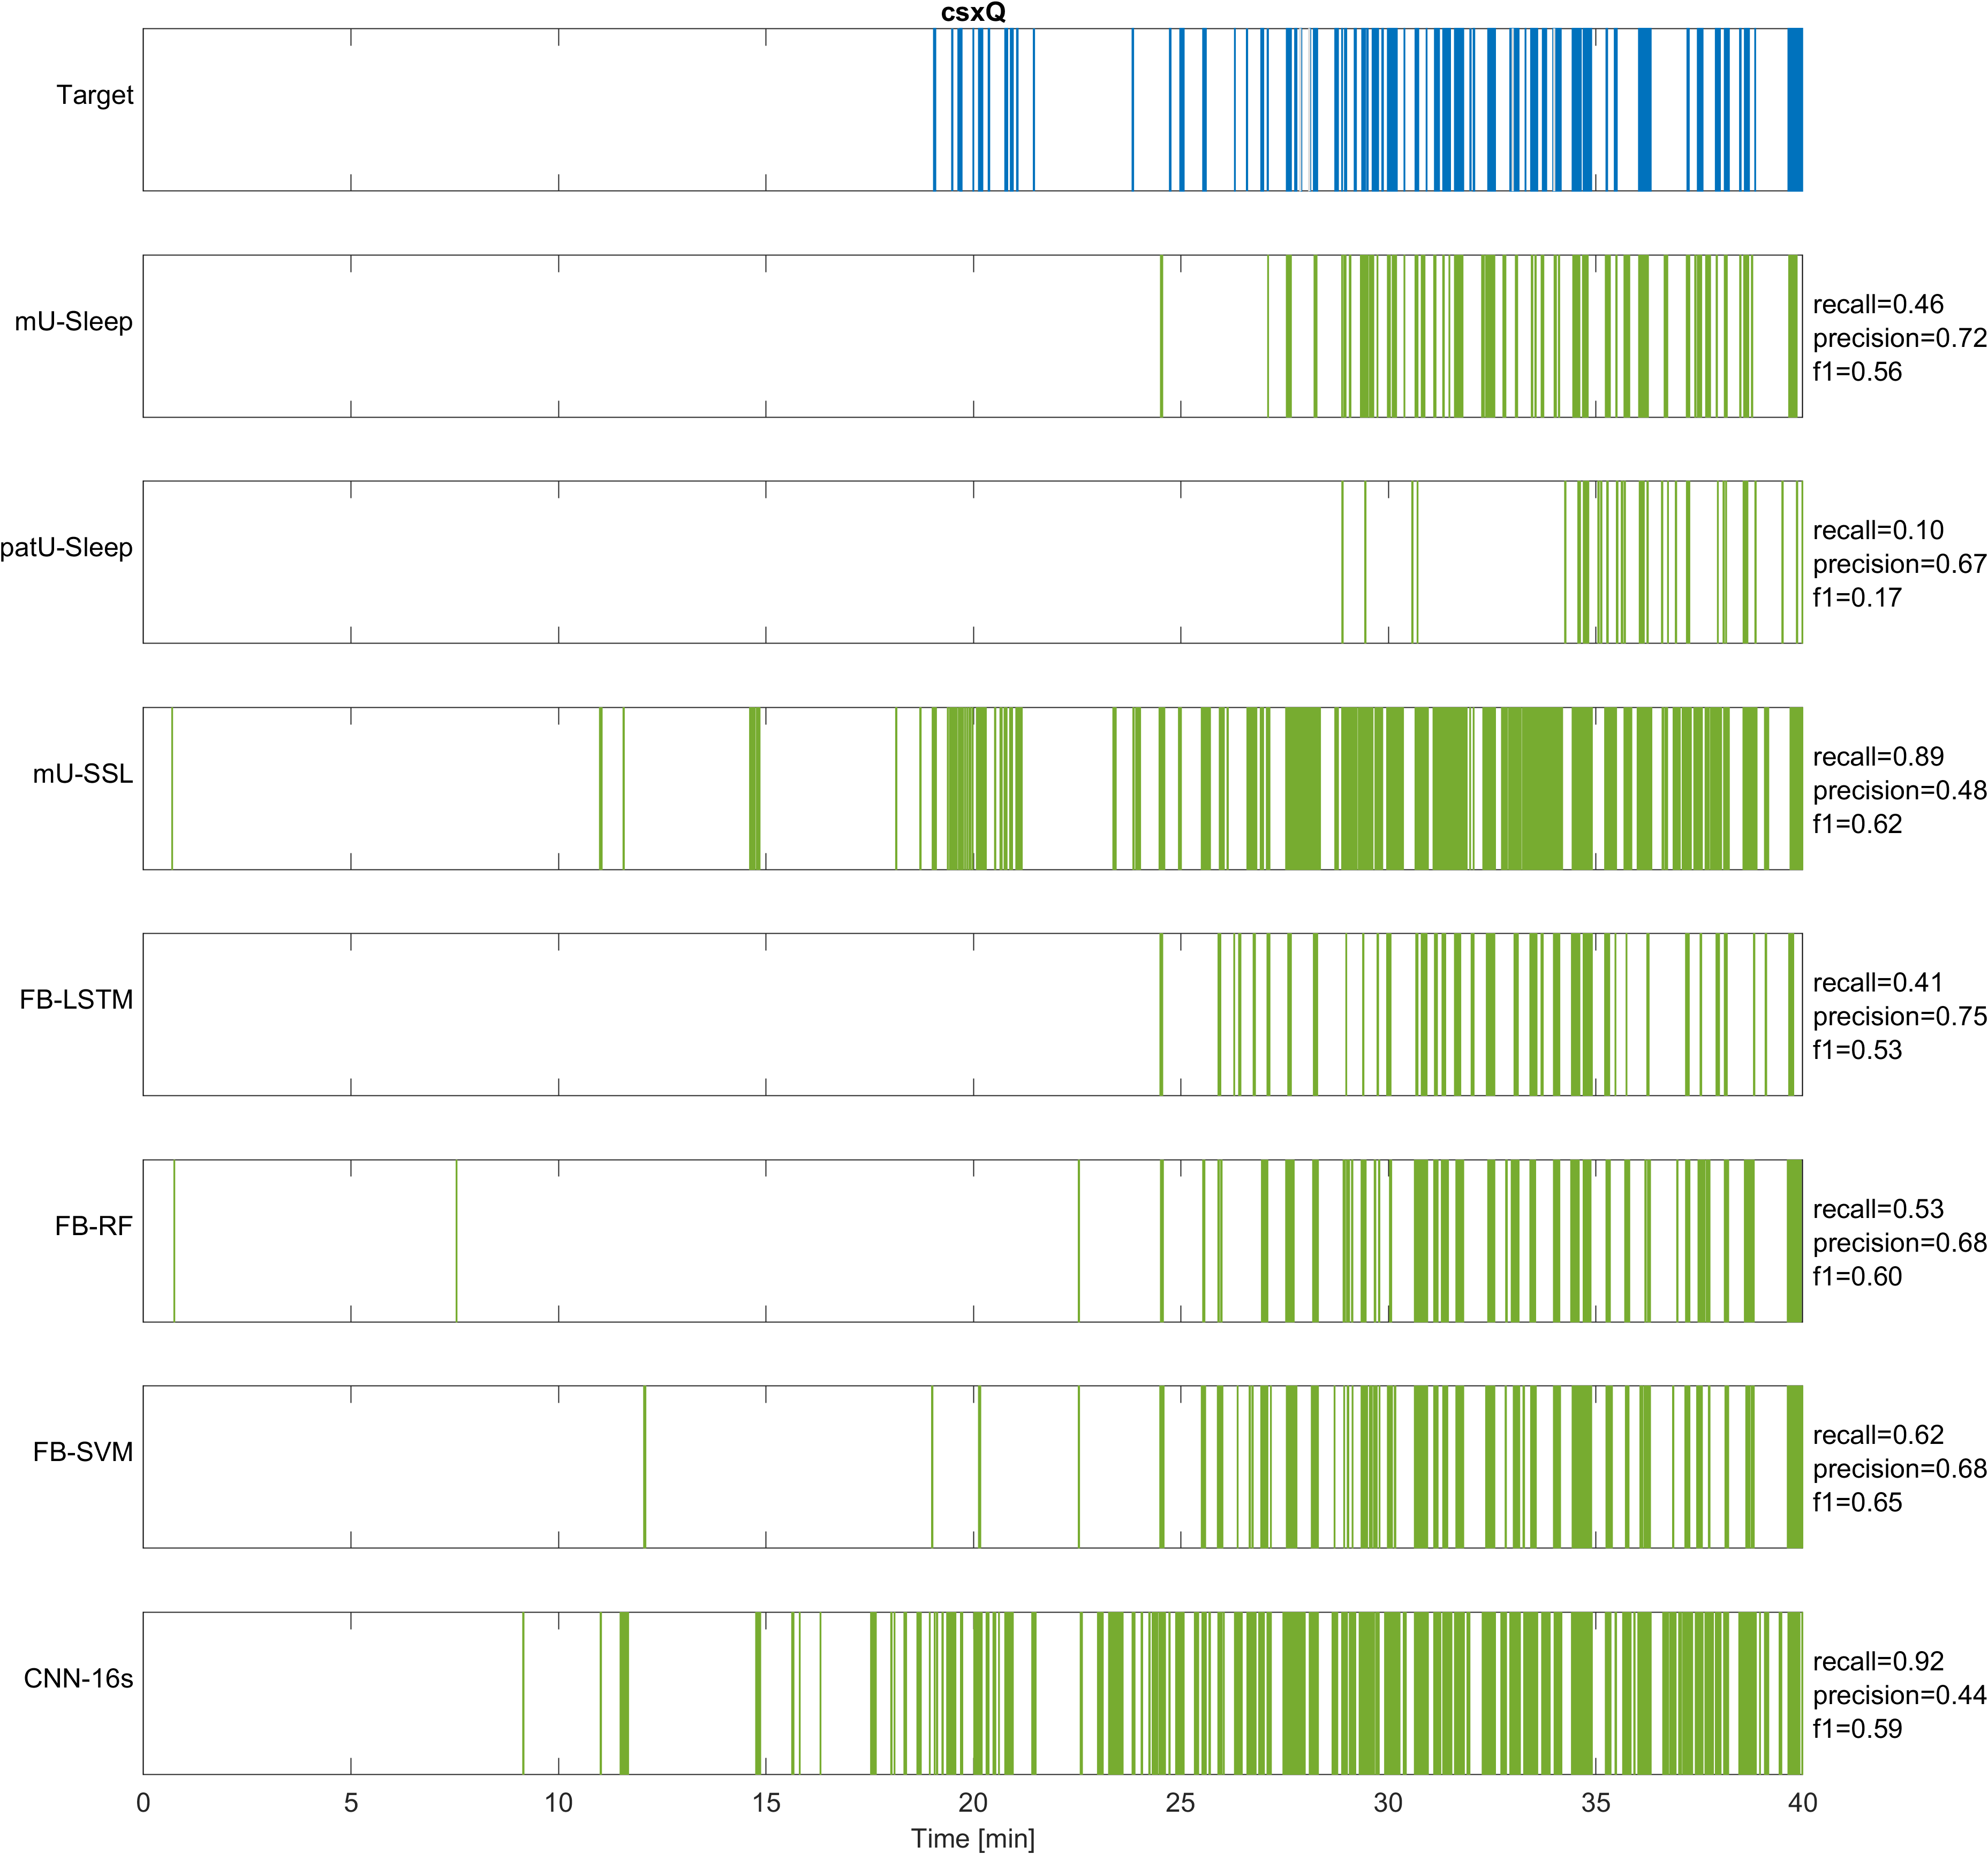 csxQ
Target
mU-Sleep
recall=0.46
precision=0.72
f1=0.56
patU-Sleep
recall=0.10
precision=0.67
f1=0.17
mU-SSL
recall=0.89
precision=0.48
f1=0.62
FB-LSTM
recall=0.41
precision=0.75
f1=0.53
FB-RF
recall=0.53
precision=0.68
f1=0.60
FB-SVM
recall=0.62
precision=0.68
f1=0.65
CNN-16s
recall=0.92
precision=0.44
f1=0.59
0 5 10 15 20 25 30 35 40
Time [min]